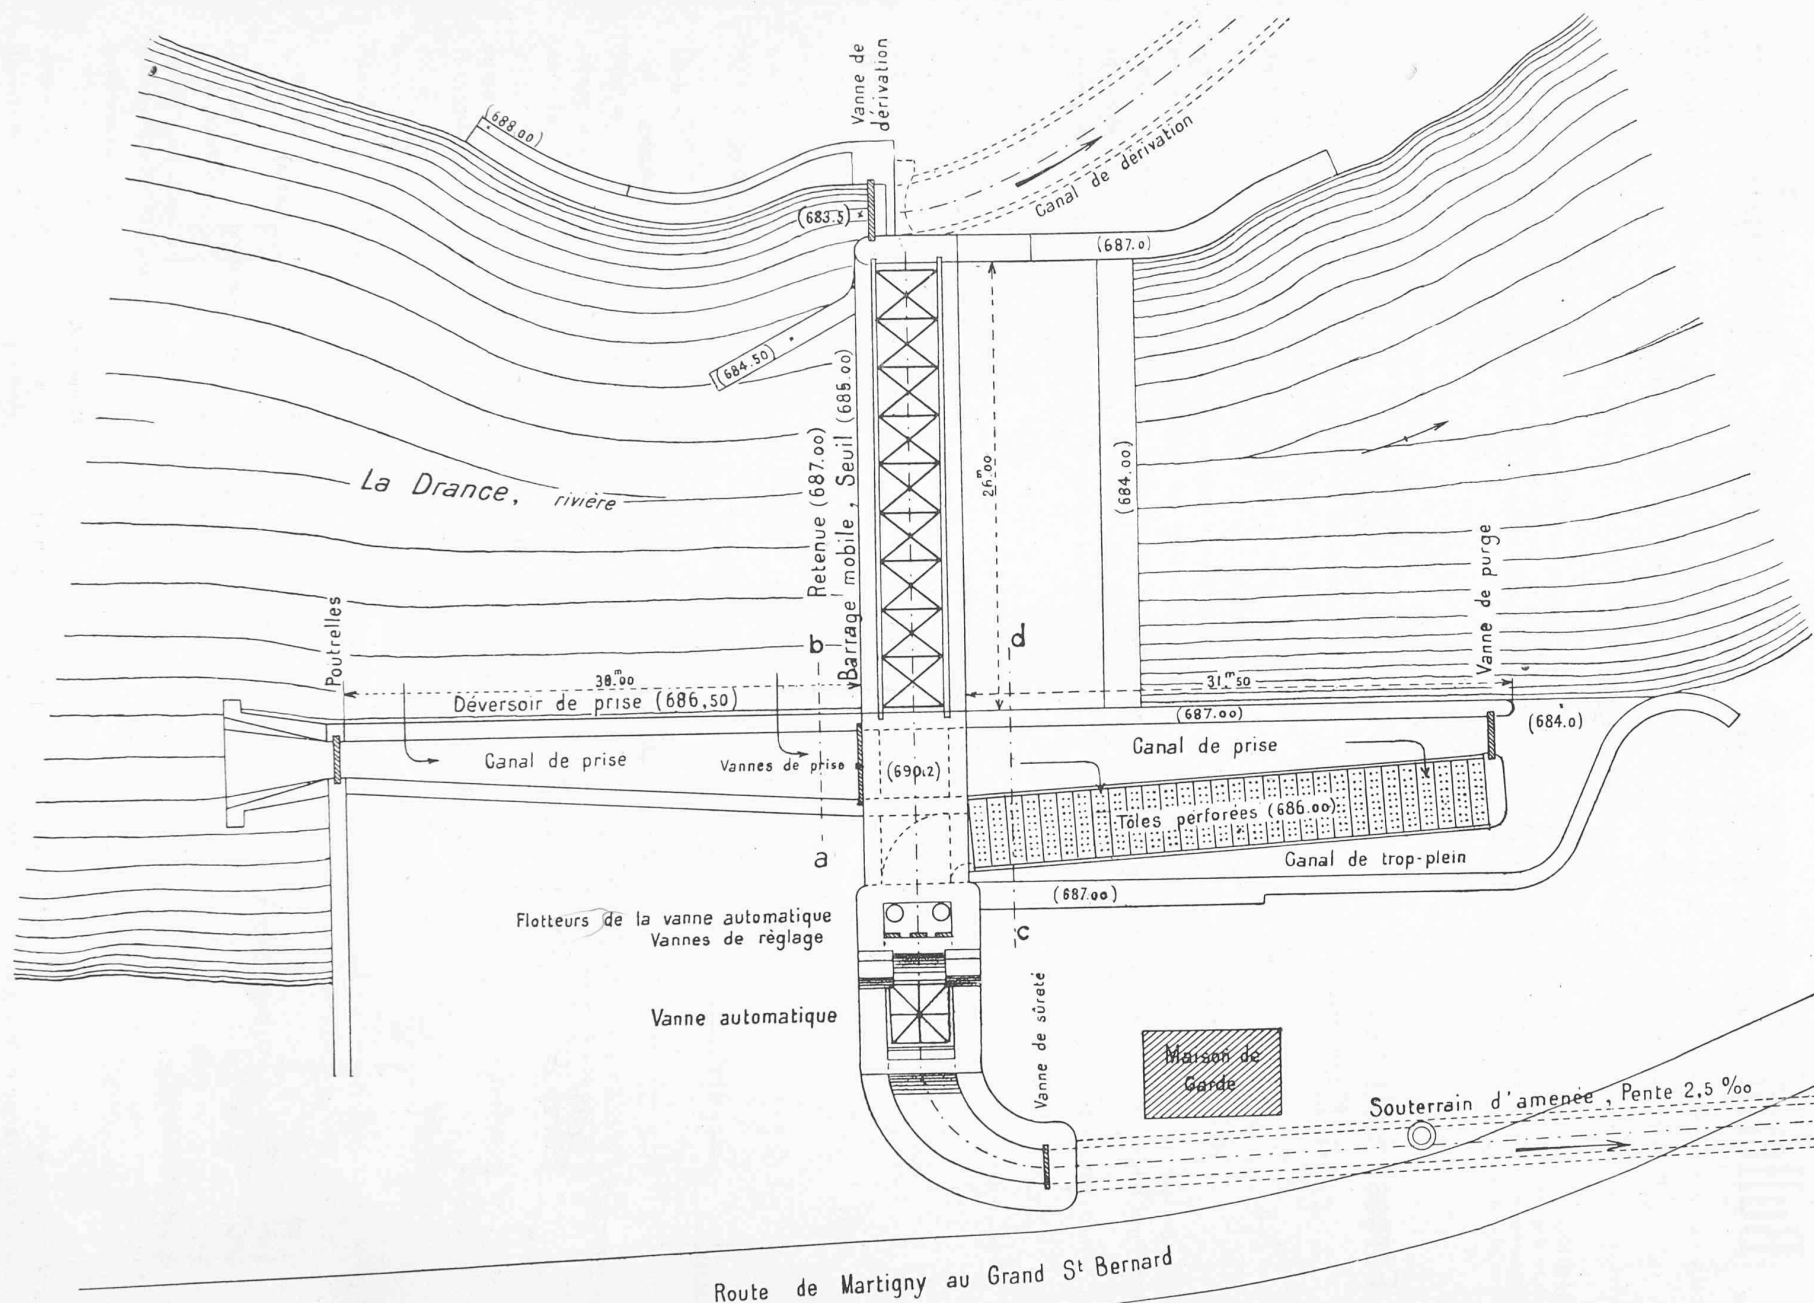 Vanne de
dérivation
(688.00)
Canal de dérivation
(683.5)
(687.0)
(684.50)
Retenue (687.00)
Barrage mobile, Seuil (685.00)
26m.00
(684.00)
La Drance, rivière
Vanne de purge
Poutrelles
b
d
30m.00
31m.50
Déversoir de prise (686,50)
(687.00)
(684.0)
Canal de prise
Vannes de prise
(690.2)
Canal de prise
Tôles perforées (686.00)
a
Canal de trop-plein
(687.00)
Flotteurs de la vanne automatique
Vannes de règlage
c
Vanne automatique
Vanne de sûreté
Maison de
Garde
Souterrain d'amenée, Pente 2,5 ‰
Route de Martigny au Grand St Bernard